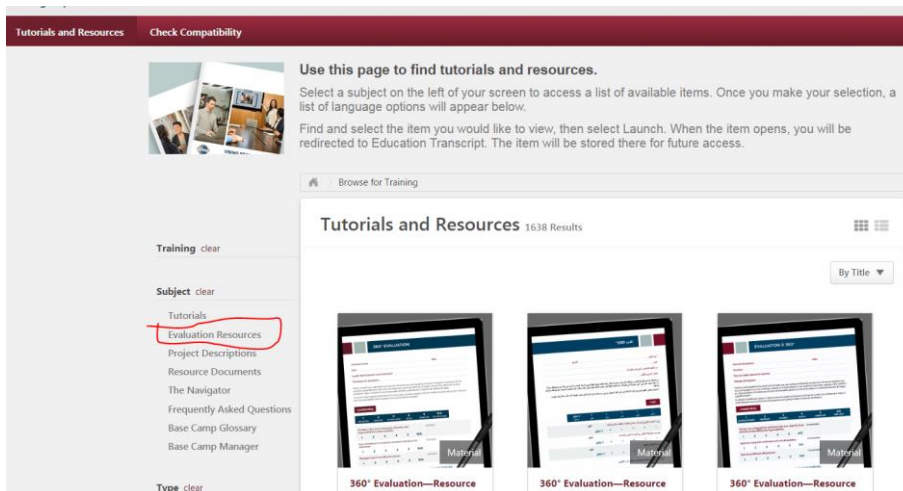 Tutorials and Resources Check Compatibility
Use this page to find tutorials and resources.
Select a subject on the left of your screen to access a list of available items. Once you make your selection, a
list of language options will appear below.
Find and select the item you would like to view, then select Launch. When the item opens, you will be
redirected to Education Transcript. The item will be stored there for future access.
Browse for Training
Tutorials and Resources 1638 Results
Training clear
By Title
Subject clear
Tutorials
Evaluation Resources
Project Descriptions
Resource Documents
The Navigator
Frequently Asked Questions
Base Camp Glossary
Base Camp Manager
Type clear
360° EVALUATION
EVALUATION À 360°
Material
Material
Material
360° Evaluation—Resource
360° Evaluation—Resource
360° Evaluation—Resource